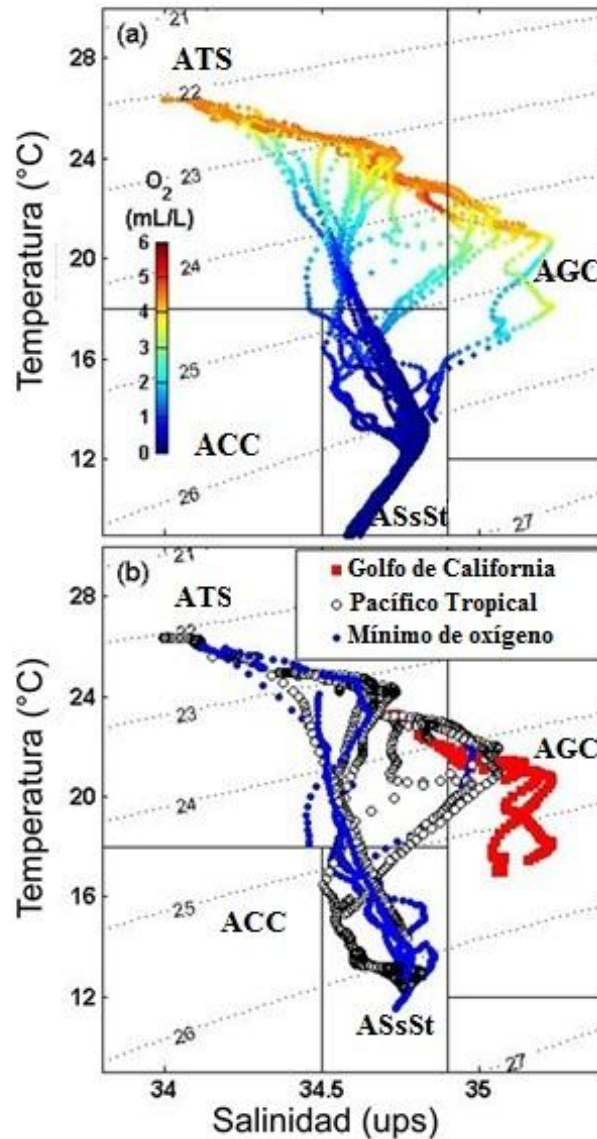 (a)
21
28
ATS
22
24
O₂
(mL/L)
23
6
5
24
20
4
AGC
3
Temperatura (°C)
2
25
16
1
0
ACC
12
26
ASsSt
27
(b)
21
28
ATS
Golfo de California
Pacífico Tropical
Mínimo de oxígeno
22
24
23
AGC
20
24
Temperatura (°C)
16
25
ACC
12
ASsSt
26
27
34
34.5
35
Salinidad (ups)